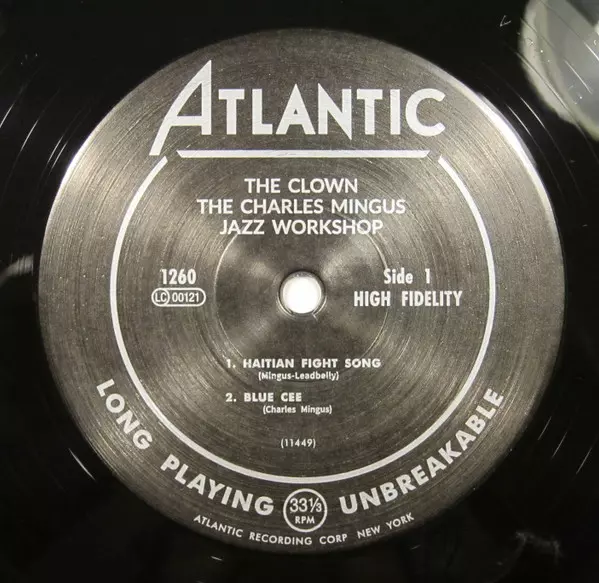 ATLANTIC
THE CLOWN
THE CHARLES MINGUS
JAZZ WORKSHOP
1260
LC 00121
Side 1
HIGH FIDELITY
1. HAITIAN FIGHT SONG
(Mingus-Leadbelly)
2. BLUE CEE
(Charles Mingus)
(11449)
LONG PLAYING 33⅓ RPM UNBREAKABLE
ATLANTIC RECORDING CORP NEW YORK